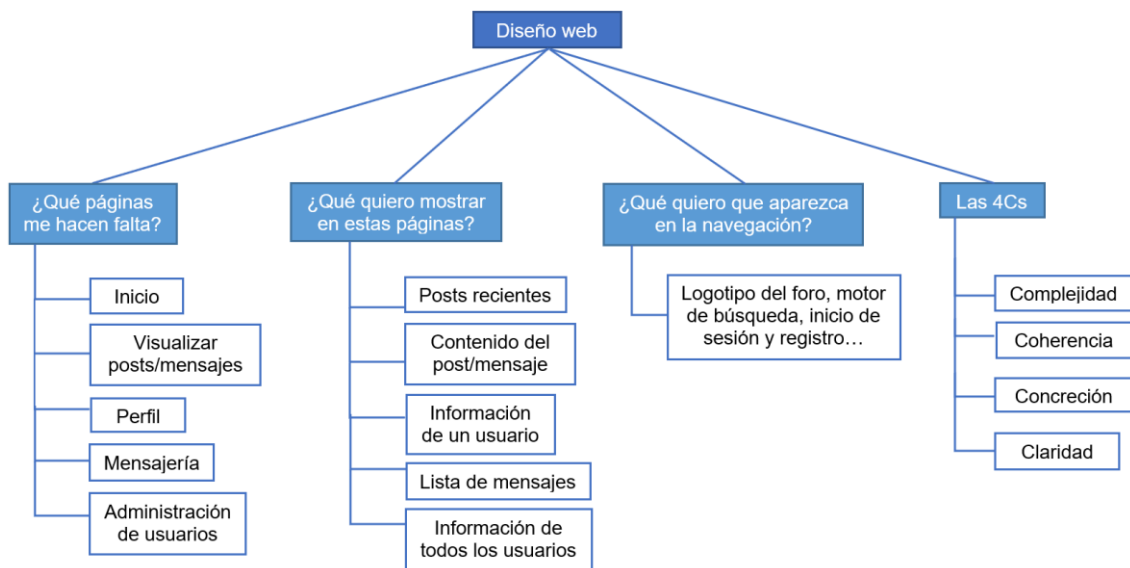 Diseño web
¿Qué páginas
me hacen falta?
Inicio
Visualizar
posts/mensajes
Perfil
Mensajería
Administración
de usuarios
¿Qué quiero mostrar
en estas páginas?
Posts recientes
Contenido del
post/mensaje
Información
de un usuario
Lista de mensajes
Información de
todos los usuarios
¿Qué quiero que aparezca
en la navegación?
Logotipo del foro, motor
de búsqueda, inicio de
sesión y registro…
Las 4Cs
Complejidad
Coherencia
Concreción
Claridad